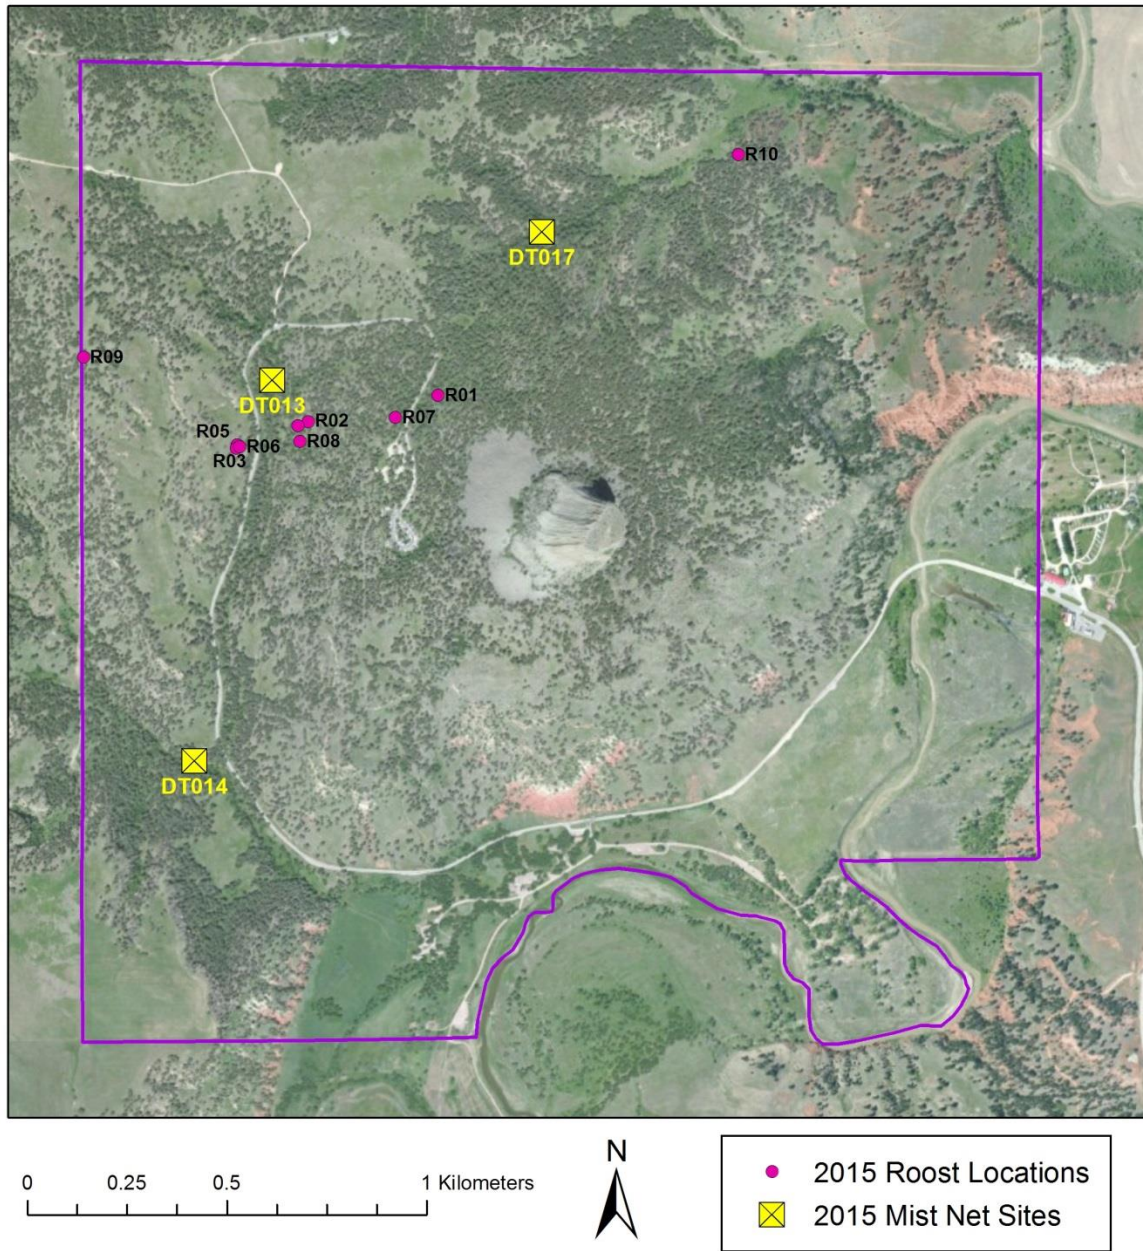 R10
DT017
R09
DT013
R01
R07
R02
R05
R06
R08
R03
DT014
N
0 0.25 0.5 1 Kilometers
2015 Roost Locations
2015 Mist Net Sites